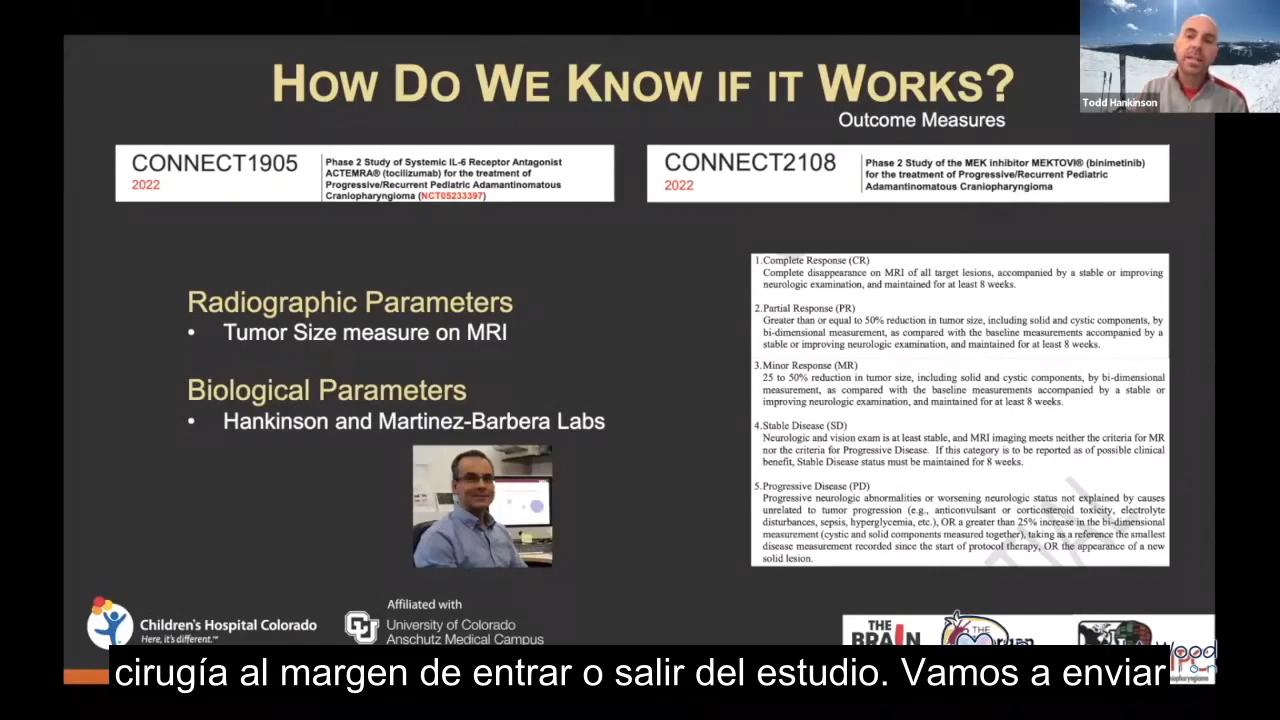 HOW DO WE KNOW IF IT WORKS?
Outcome Measures
Todd Hankinson
CONNECT1905
2022
Phase 2 Study of Systemic IL-6 Receptor Antagonist
ACTEMRA® (tocilizumab) for the treatment of
Progressive/Recurrent Pediatric Adamantinomatous
Craniopharyngioma (NCT05233397)
CONNECT2108
2022
Phase 2 Study of the MEK inhibitor MEKTOVI® (binimetinib)
for the treatment of Progressive/Recurrent Pediatric
Adamantinomatous Craniopharyngioma
Radiographic Parameters
• Tumor Size measure on MRI
Biological Parameters
• Hankinson and Martinez-Barbera Labs
1.Complete Response (CR)
Complete disappearance on MRI of all target lesions, accompanied by a stable or improving
neurologic examination, and maintained for at least 8 weeks.
2.Partial Response (PR)
Greater than or equal to 50% reduction in tumor size, including solid and cystic components, by
bi-dimensional measurement, as compared with the baseline measurements accompanied by a
stable or improving neurologic examination, and maintained for at least 8 weeks.
3.Minor Response (MR)
25 to 50% reduction in tumor size, including solid and cystic components, by bi-dimensional
measurement, as compared with the baseline measurements accompanied by a stable or
improving neurologic examination, and maintained for at least 8 weeks.
4.Stable Disease (SD)
Neurologic and vision exam is at least stable, and MRI imaging meets neither the criteria for MR
nor the criteria for Progressive Disease. If this category is to be reported as of possible clinical
benefit, Stable Disease status must be maintained for 8 weeks.
5.Progressive Disease (PD)
Progressive neurologic abnormalities or worsening neurologic status not explained by causes
unrelated to tumor progression (e.g., anticonvulsant or corticosteroid toxicity, electrolyte
disturbances, sepsis, hyperglycemia, etc.), OR a greater than 25% increase in the bi-dimensional
measurement (cystic and solid components measured together), taking as a reference the smallest
disease measurement recorded since the start of protocol therapy, OR the appearance of a new
solid lesion.
Children's Hospital Colorado
Here, it's different.™
Affiliated with
University of Colorado
Anschutz Medical Campus
THE
BRAIN
THE
Wood
cirugía al margen de entrar o salir del estudio. Vamos a enviar